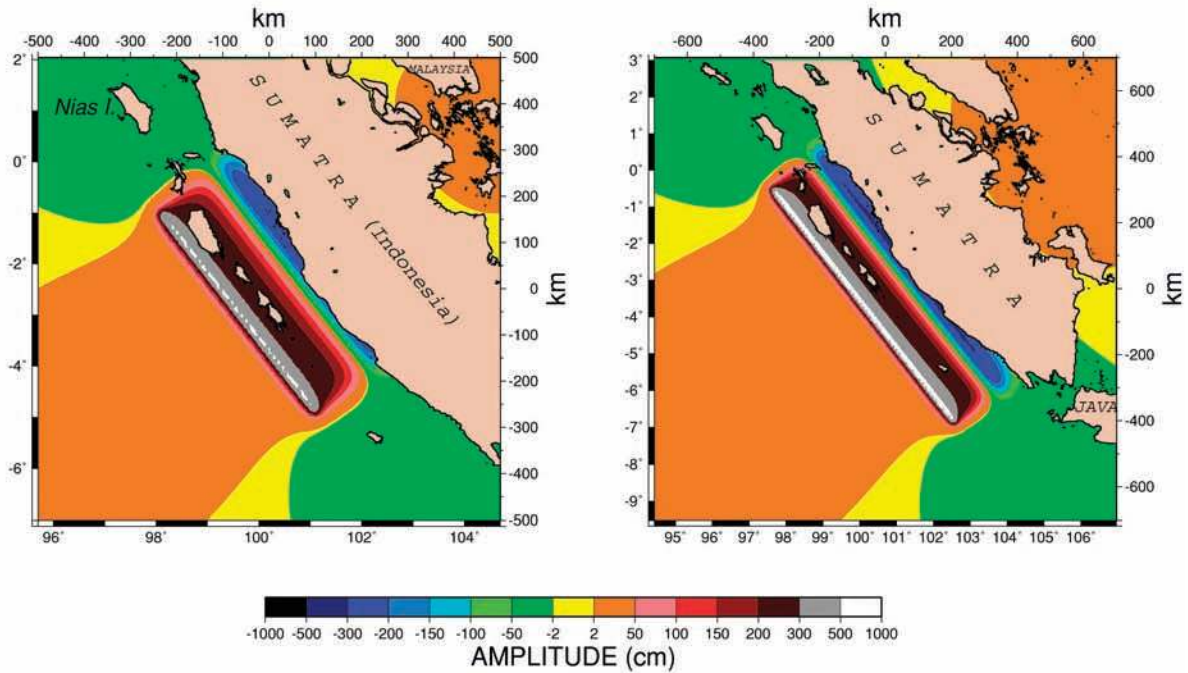 km
-500 -300 -200 -100 0 100 200 300 400 500
2˚
0˚
-2˚
-4˚
-6˚
500
400
300
200
100
0
-100
-200
-300
-400
-500
km
96˚ 98˚ 100˚ 102˚ 104˚
Nias I.
MALAYSIA
SUMATRA (Indonesia)
km
-600 -400 -200 0 200 400 600
3˚
2˚
1˚
0˚
-1˚
-2˚
-3˚
-4˚
-5˚
-6˚
-7˚
-8˚
-9˚
600
400
200
0
-200
-400
-600
km
95˚ 96˚ 97˚ 98˚ 99˚ 100˚ 101˚ 102˚ 103˚ 104˚ 105˚ 106˚
SUMATRA
JAVA
-1000 -500 -300 -200 -150 -100 -50 -2 2 50 100 150 200 300 500 1000
AMPLITUDE (cm)